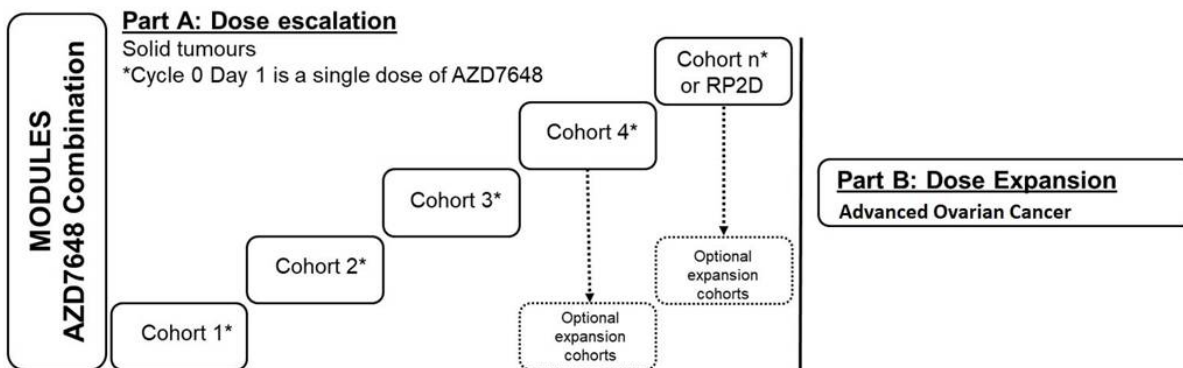 MODULES
AZD7648 Combination
Part A: Dose escalation
Solid tumours
*Cycle 0 Day 1 is a single dose of AZD7648
Cohort 1*
Cohort 2*
Cohort 3*
Cohort 4*
Cohort n*
or RP2D
Optional
expansion
cohorts
Optional
expansion
cohorts
Part B: Dose Expansion
Advanced Ovarian Cancer